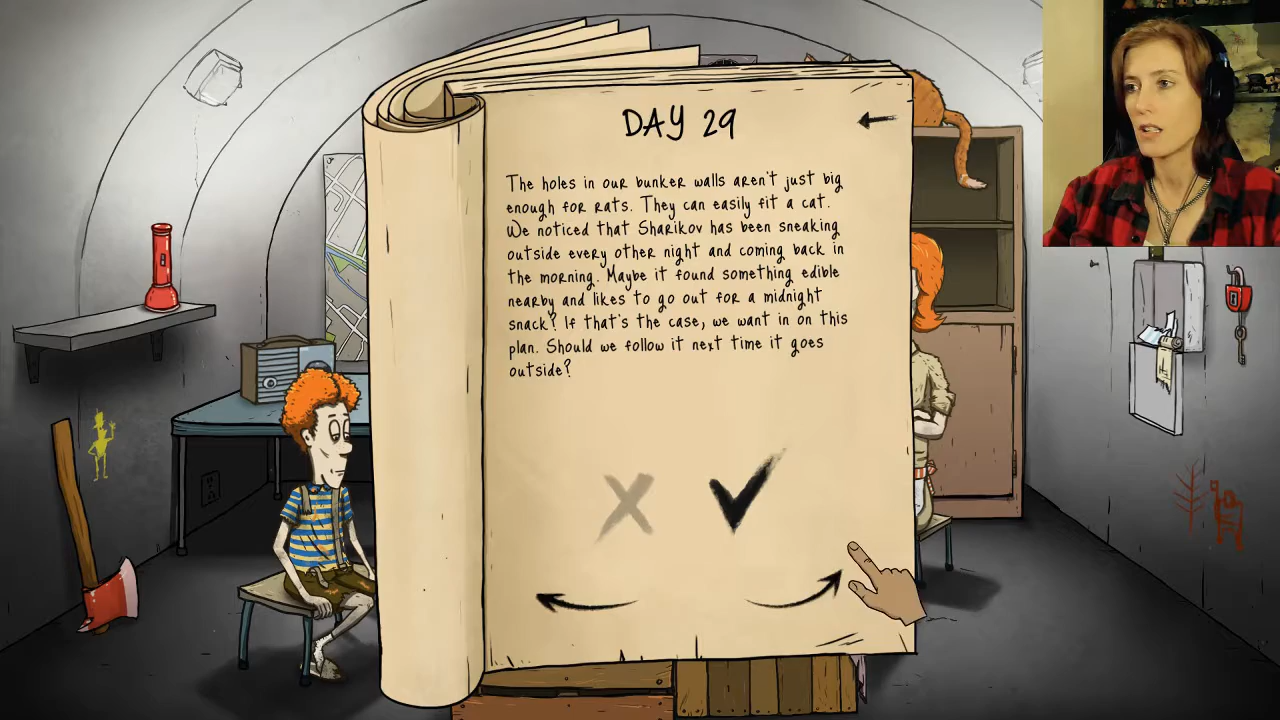 DAY 29
The holes in our bunker walls aren't just big
enough for rats. They can easily fit a cat.
We noticed that Sharikov has been sneaking
outside every other night and coming back in
the morning. Maybe it found something edible
nearby and likes to go out for a midnight
snack? If that's the case, we want in on this
plan. Should we follow it next time it goes
outside?